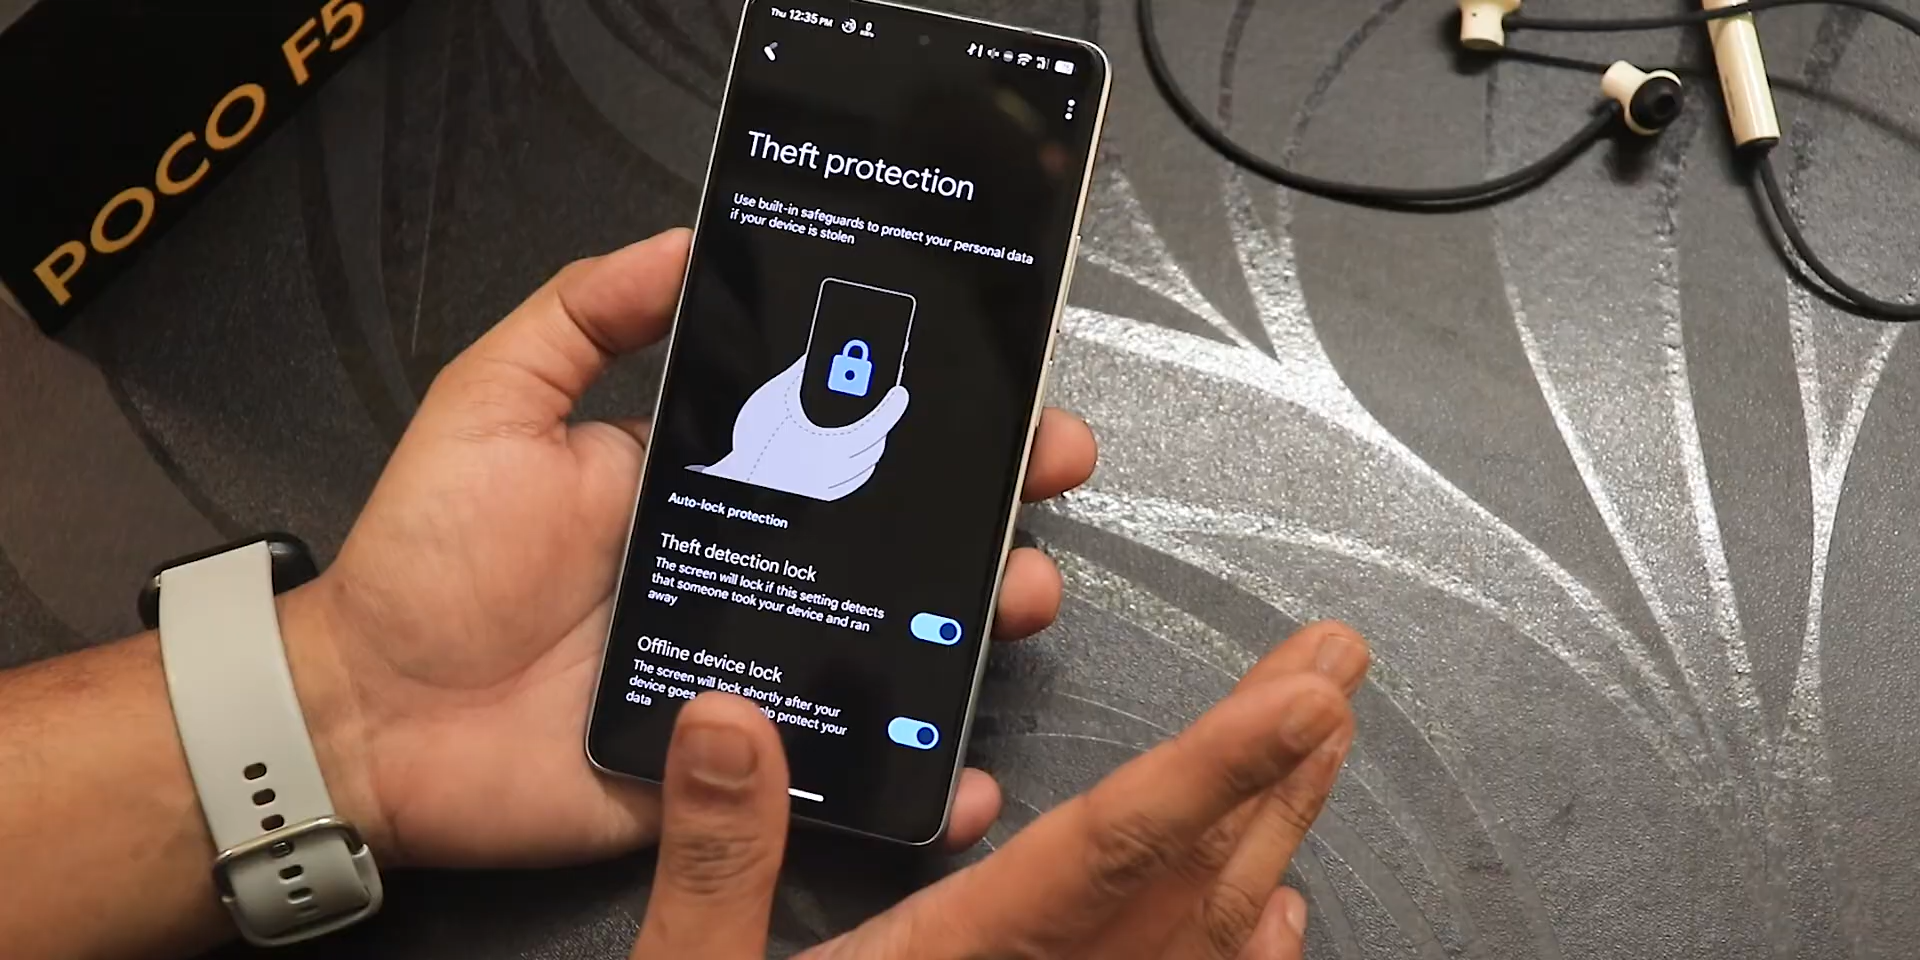 POCO F5
Thu 12:35 PM
Theft protection
Use built-in safeguards to protect your personal data
if your device is stolen
Auto-lock protection
Theft detection lock
The screen will lock if this setting detects
that someone took your device and ran
away
Offline device lock
The screen will lock shortly after your
device goes protect your
data